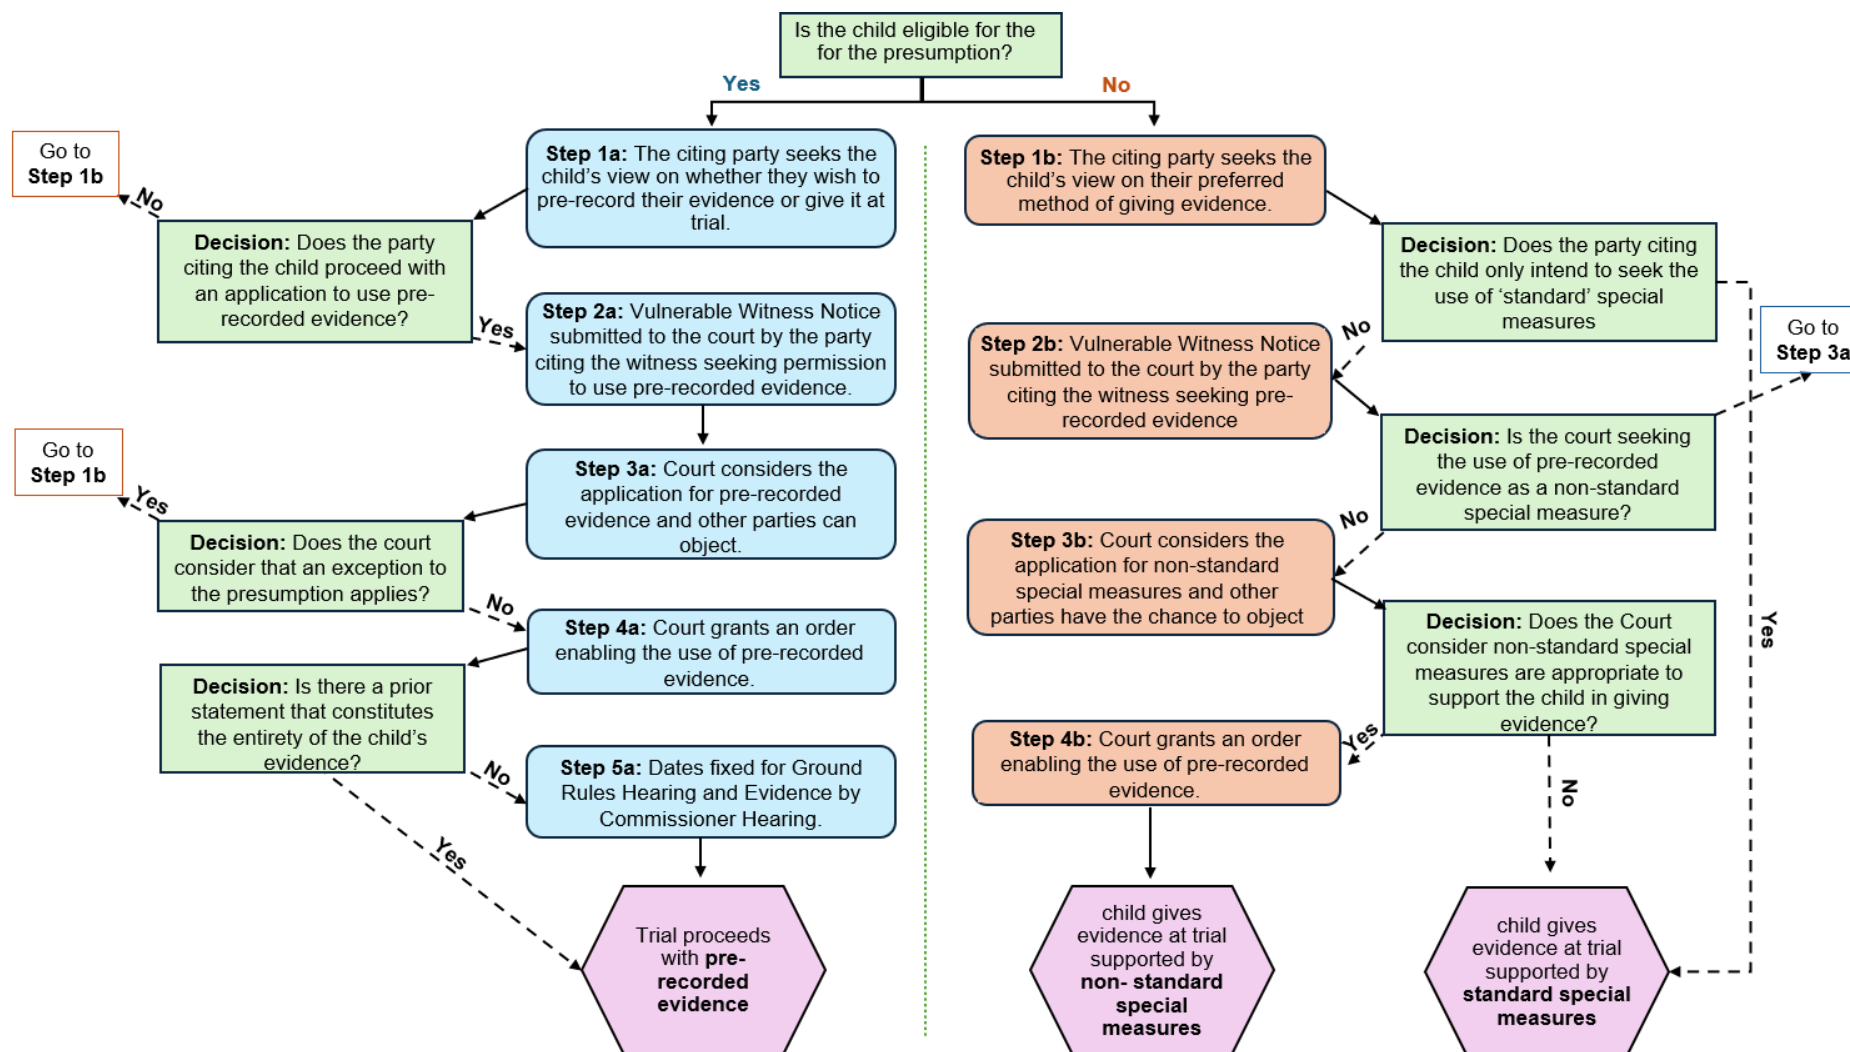 Is the child eligible for the
for the presumption?
Yes
No
Go to
Step 1b
No
Step 1a: The citing party seeks the
child’s view on whether they wish to
pre-record their evidence or give it at
trial.
Decision: Does the party
citing the child proceed with
an application to use pre-
recorded evidence?
Yes
Step 2a: Vulnerable Witness Notice
submitted to the court by the party
citing the witness seeking permission
to use pre-recorded evidence.
Go to
Step 1b
Yes
Step 3a: Court considers the
application for pre-recorded
evidence and other parties can
object.
Decision: Does the court
consider that an exception to
the presumption applies?
No
Step 4a: Court grants an order
enabling the use of pre-recorded
evidence.
Decision: Is there a prior
statement that constitutes
the entirety of the child’s
evidence?
No
Step 5a: Dates fixed for Ground
Rules Hearing and Evidence by
Commissioner Hearing.
Yes
Trial proceeds
with pre-
recorded
evidence
Step 1b: The citing party seeks the
child’s view on their preferred
method of giving evidence.
Decision: Does the party citing
the child only intend to seek the
use of ‘standard’ special
measures
No
Yes
Step 2b: Vulnerable Witness Notice
submitted to the court by the party
citing the witness seeking pre-
recorded evidence
Go to
Step 3a
Decision: Is the court seeking
the use of pre-recorded
evidence as a non-standard
special measure?
No
Step 3b: Court considers the
application for non-standard
special measures and other
parties have the chance to object
Decision: Does the Court
consider non-standard special
measures are appropriate to
support the child in giving
evidence?
Yes
No
Step 4b: Court grants an order
enabling the use of pre-recorded
evidence.
child gives
evidence at trial
supported by
non- standard
special
measures
child gives
evidence at trial
supported by
standard special
measures